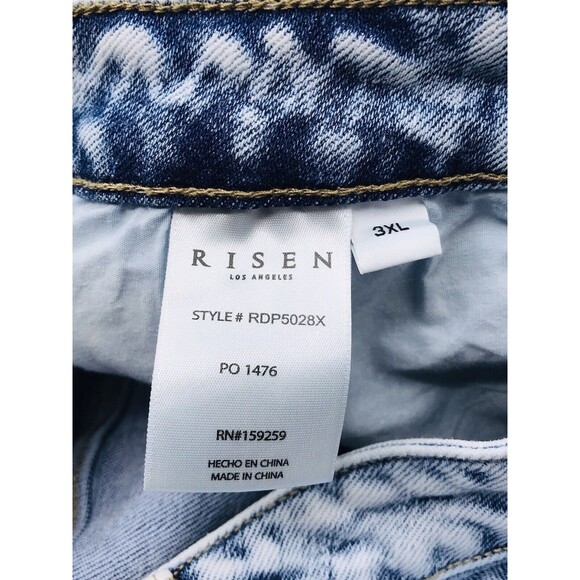 RISEN
LOS ANGELES
STYLE # RDP5028X
PO 1476
RN#159259
HECHO EN CHINA
MADE IN CHINA
3XL